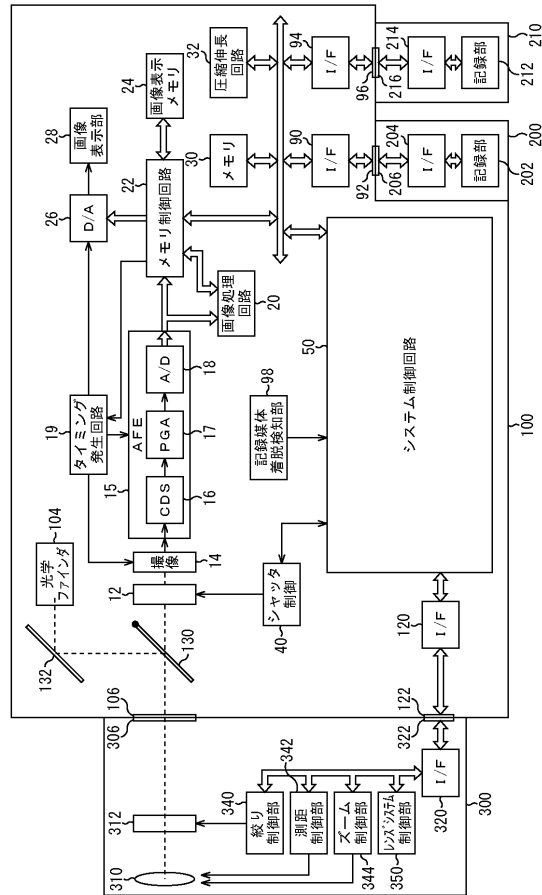 310
312
306
106
132
104
光学
ファインダ
130
12
14
撮像
19
タイミング
発生回路
15
AFE
CDS
16
PGA
17
A/D
18
26
D/A
28
画像
表示部
22
メモリ制御回路
24
画像表示
メモリ
20
画像処理
回路
30
メモリ
32
圧縮伸長
回路
340
絞り
制御部
342
測距
制御部
ズーム
制御部
344
レンズシステム
制御部
350
I/F
320
300
322
122
I/F
120
シャッタ
制御
40
98
記録媒体
着脱検知部
50
システム制御回路
100
90
I/F
92
206
204
I/F
記録部
202
200
94
I/F
96
216
214
I/F
記録部
212
210